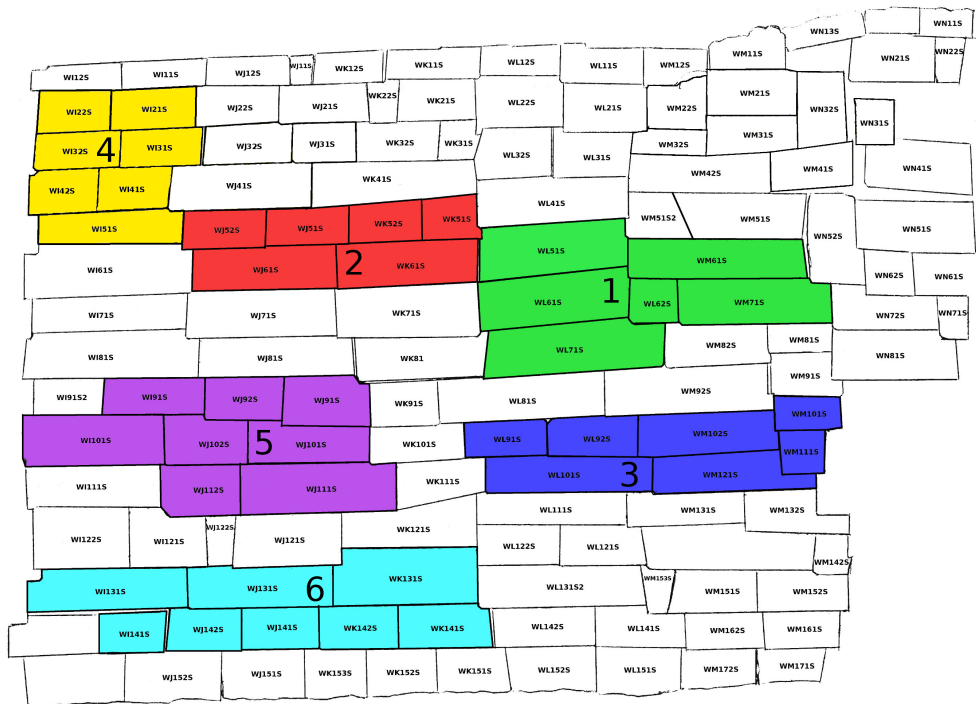 WN11S
WN13S
WI12S WI11S WJ12S WJ11S WK12S WK11S WL12S WL11S WM12S WM11S WN21S WN22S
WI22S WI21S WJ22S WJ21S WK22S WK21S WL22S WL21S WM22S WM21S WN32S WN31S
WI32S 4 WI31S WJ32S WJ31S WK32S WK31S WL32S WL31S WM32S WM31S
WI42S WI41S WJ41S WK41S WL41S WM42S WM41S WN41S
WI51S WJ52S WJ51S WK52S WK51S WL51S WM51S2 WM51S WN52S WN51S
WI61S WJ61S 2 WK61S WL61S 1 WL62S WM61S WN62S WN61S
WI71S WJ71S WK71S WL71S WM71S WN72S WN71S
WI81S WJ81S WK81 WM82S WM81S WN81S
WI91S2 WI91S WJ92S WJ91S WK91S WL81S WM92S WM91S
WI101S WJ102S 5 WJ101S WK101S WL91S WL92S WM102S WM101S
WI111S WJ112S WJ111S WK111S WL101S 3 WM121S WM111S
WI122S WI121S WJ122S WJ121S WK121S WL111S WM131S WM132S
WL122S WL121S WM142S
WI131S WJ131S 6 WK131S WL131S2 WM153S WM151S WM152S
WI141S WJ142S WJ141S WK142S WK141S WL142S WL141S WM162S WM161S
WJ152S WJ151S WK153S WK152S WK151S WL152S WL151S WM172S WM171S